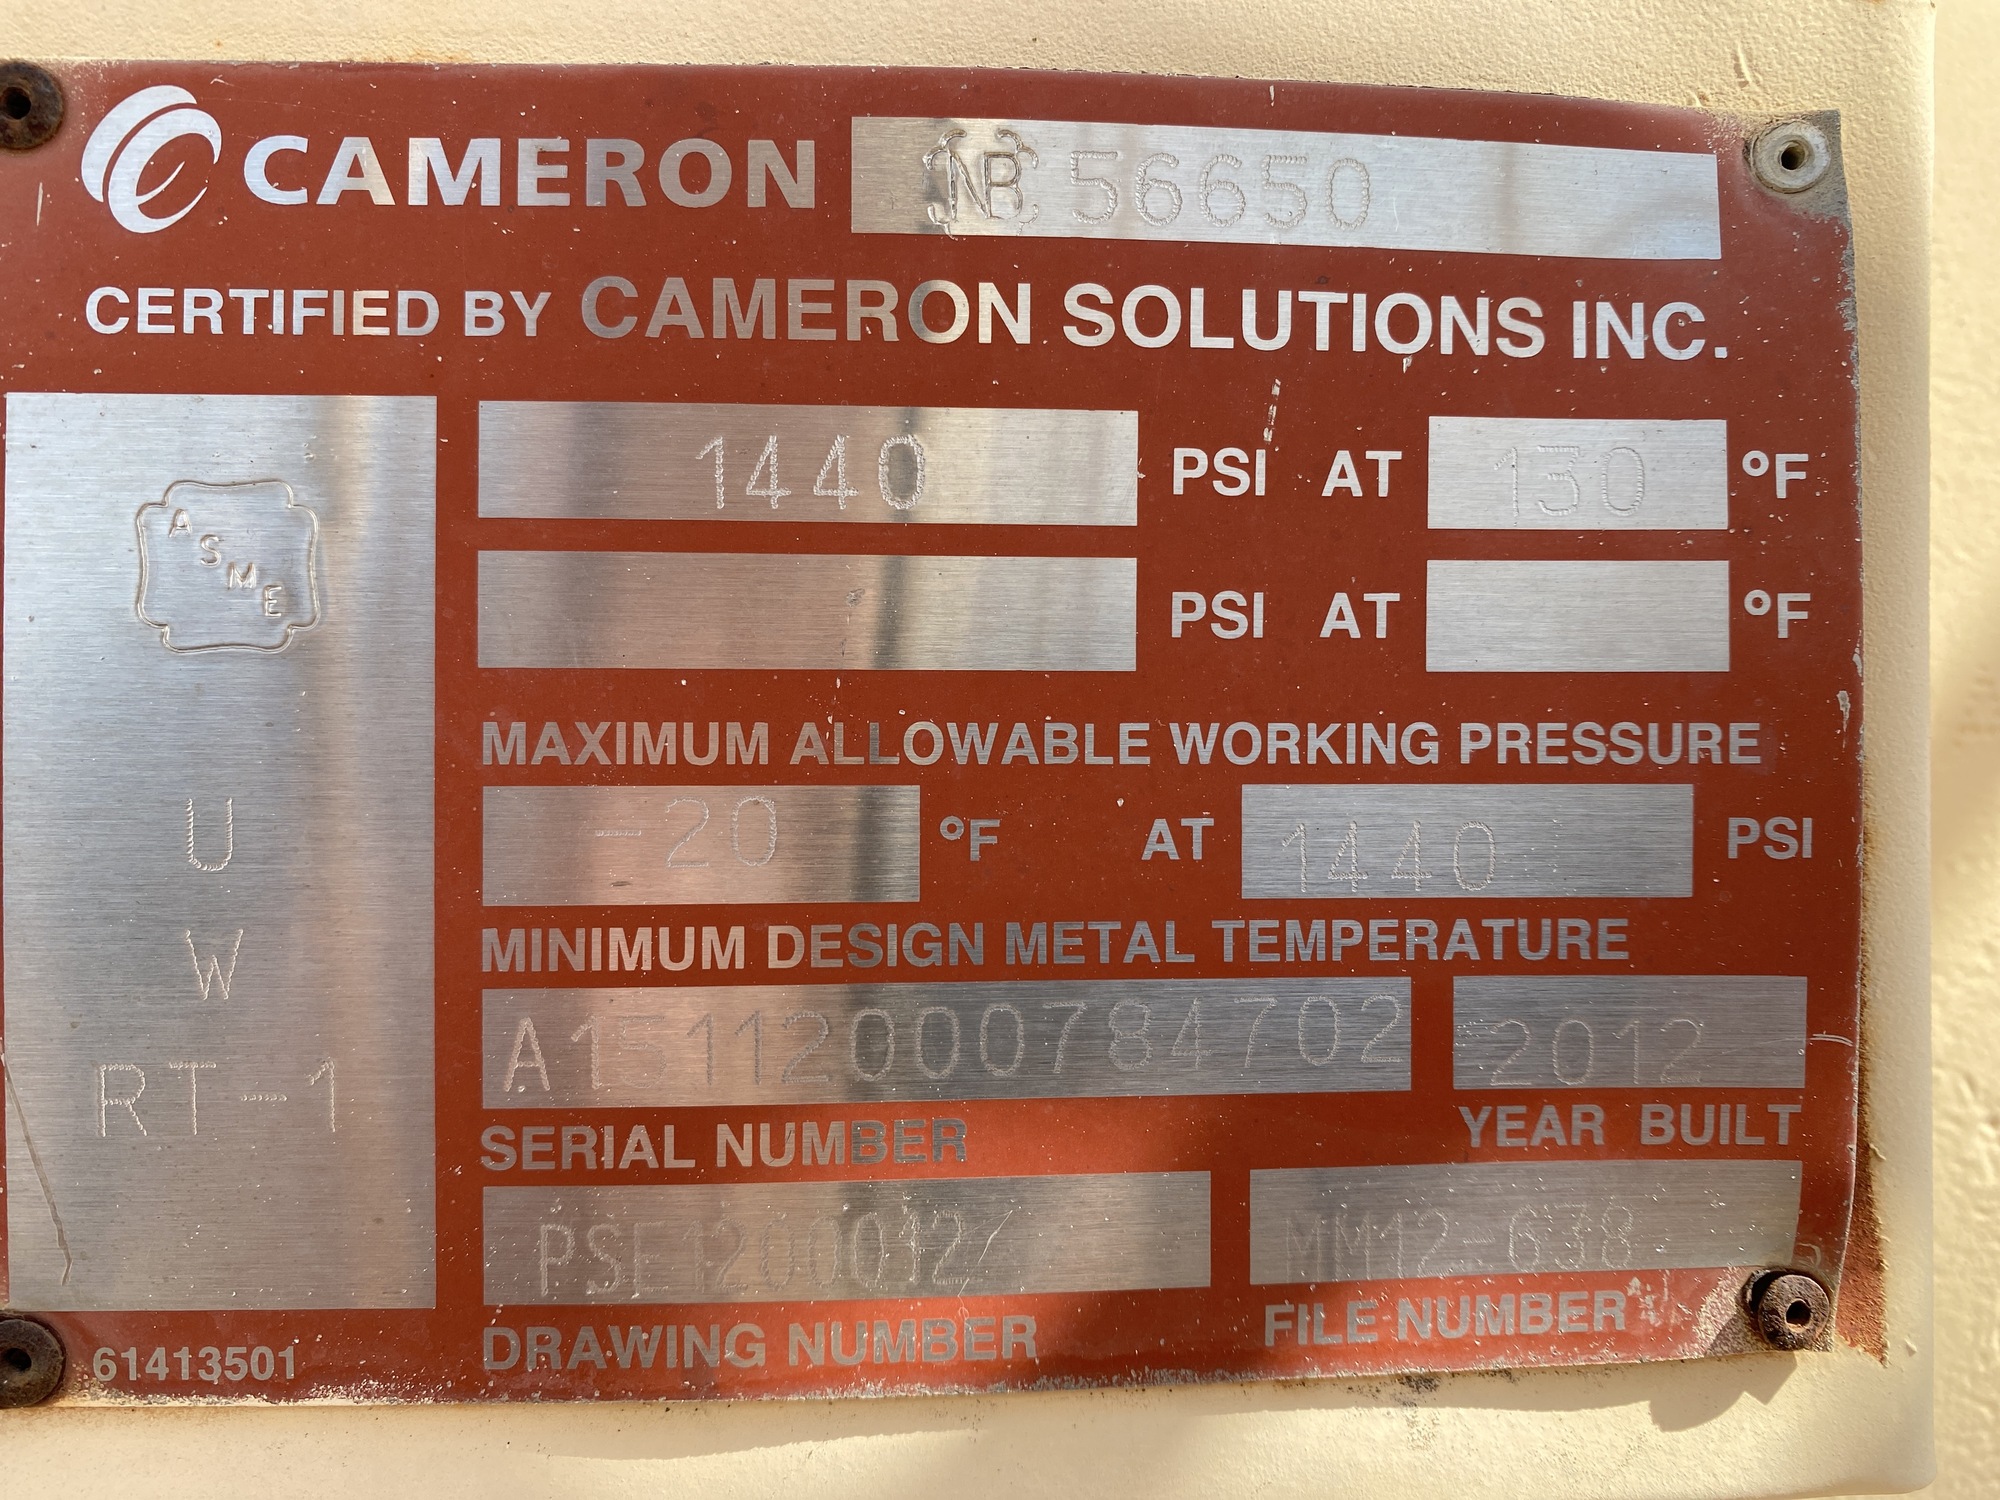 CAMERON NB 56650
CERTIFIED BY CAMERON SOLUTIONS INC.
1440 PSI AT 130 °F
PSI AT °F
MAXIMUM ALLOWABLE WORKING PRESSURE
-20 °F AT 1440 PSI
MINIMUM DESIGN METAL TEMPERATURE
A15112000784702 2012
SERIAL NUMBER YEAR BUILT
PSE1200012 MM12-638
DRAWING NUMBER FILE NUMBER
ASME
U
W
RT-1
61413501